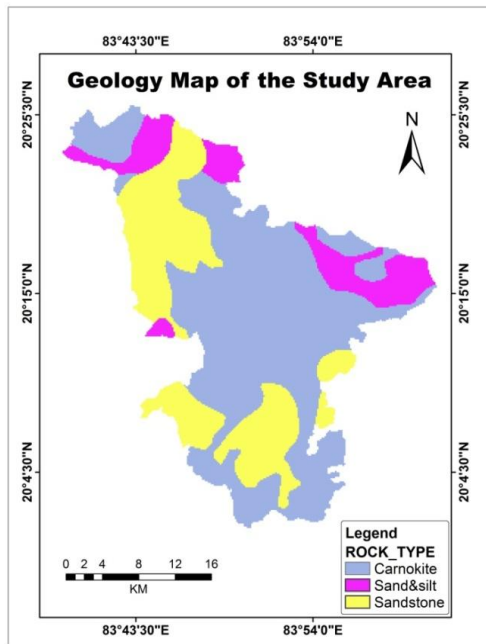 83°43'30"E 83°54'0"E
Geology Map of the Study Area
N
20°25'30"N 20°25'30"N
20°15'0"N 20°15'0"N
20°4'30"N 20°4'30"N
Legend
ROCK_TYPE
Carnokite
Sand&silt
Sandstone
0 2 4 8 12 16
KM
83°43'30"E 83°54'0"E